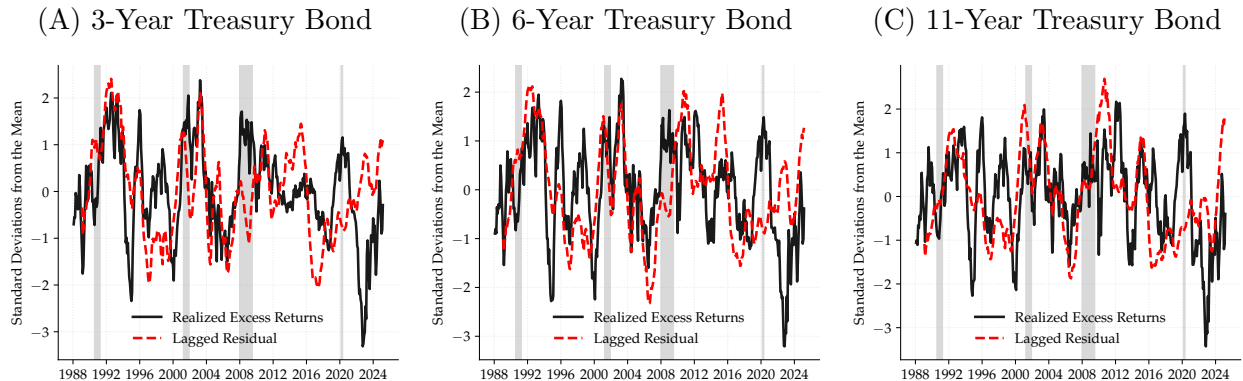 (A) 3-Year Treasury Bond
Standard Deviations from the Mean
2
1
0
−1
−2
−3
Realized Excess Returns
Lagged Residual
1988 1992 1996 2000 2004 2008 2012 2016 2020 2024
(B) 6-Year Treasury Bond
Standard Deviations from the Mean
2
1
0
−1
−2
−3
Realized Excess Returns
Lagged Residual
1988 1992 1996 2000 2004 2008 2012 2016 2020 2024
(C) 11-Year Treasury Bond
Standard Deviations from the Mean
2
1
0
−1
−2
−3
Realized Excess Returns
Lagged Residual
1988 1992 1996 2000 2004 2008 2012 2016 2020 2024